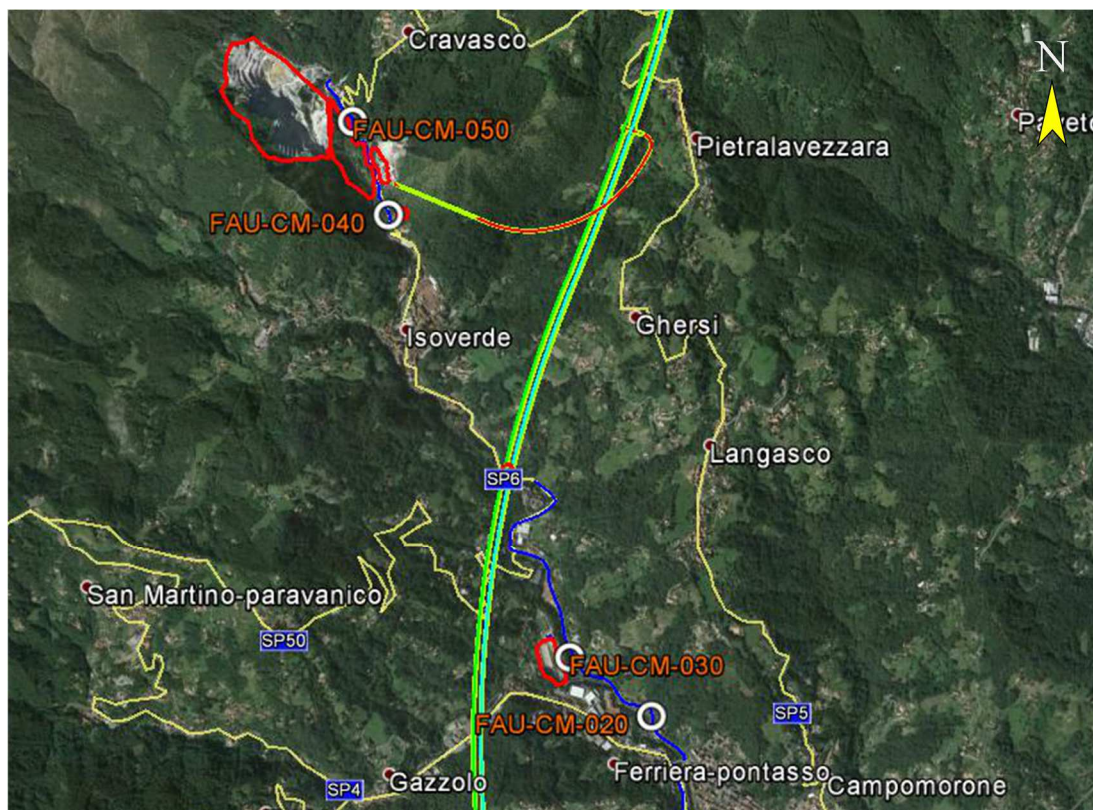 Cravasco
N
Paveto
FAU-CM-050
Pietralavezzara
FAU-CM-040
Ghersi
Isoverde
Langasco
SP6
San Martino-paravanico
SP50
FAU-CM-030
SP5
FAU-CM-020
Ferriera-pontasso
Gazzolo
Campomorone
SP4